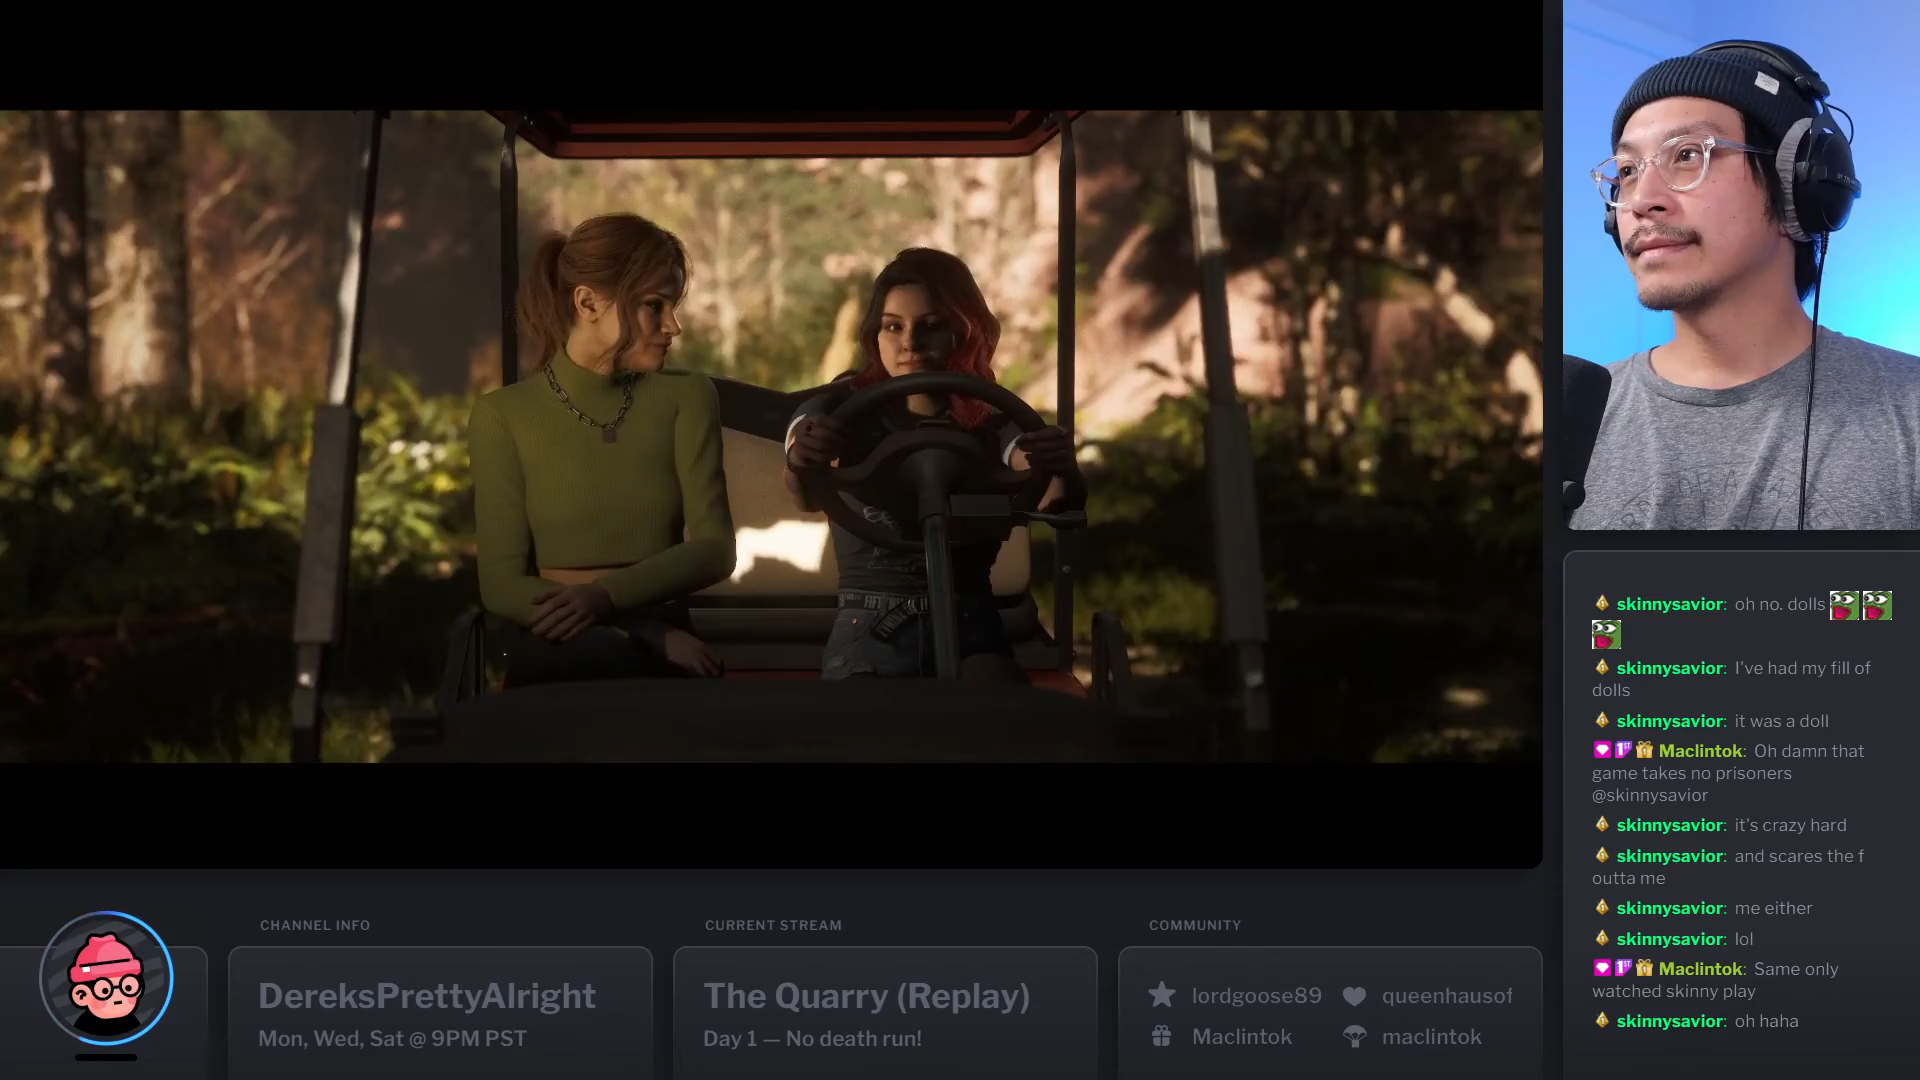 skinnysavior: oh no. dolls
skinnysavior: I've had my fill of
dolls
skinnysavior: it was a doll
Maclintok: Oh damn that
game takes no prisoners
@skinnysavior
skinnysavior: it's crazy hard
skinnysavior: and scares the f
outta me
skinnysavior: me either
skinnysavior: lol
Maclintok: Same only
watched skinny play
skinnysavior: oh haha
CHANNEL INFO
DereksPrettyAlright
Mon, Wed, Sat @ 9PM PST
CURRENT STREAM
The Quarry (Replay)
Day 1 — No death run!
COMMUNITY
lordgoose89
queenhausof
Maclintok
maclintok